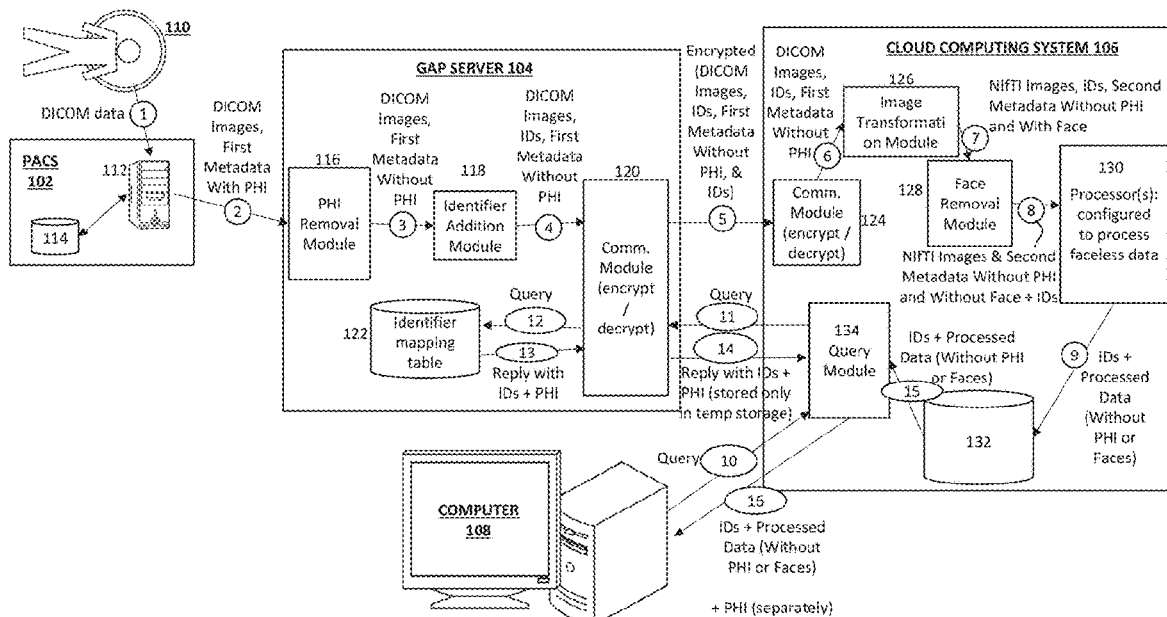 110
DICOM data
1
PACS
102
112
114
DICOM
Images,
First
Metadata
With PHI
2
GAP SERVER 104
116
PHI
Removal
Module
DICOM
Images,
First
Metadata
Without
PHI
3
118
Identifier
Addition
Module
DICOM
Images,
IDs, First
Metadata
Without
PHI
4
120
Comm.
Module
(encrypt
/
decrypt)
122
Identifier
mapping
table
Query
12
13
Reply with
IDs + PHI
Encrypted
(DICOM
Images,
IDs, First
Metadata
Without
PHI, &
IDs)
5
Query
11
14
Reply with IDs +
PHI (stored only
in temp storage)
CLOUD COMPUTING SYSTEM 106
DICOM
Images,
IDs, First
Metadata
Without
PHI
6
Comm.
Module
(encrypt /
decrypt)
124
126
Image
Transformati
on Module
NIfTI Images, IDs, Second
Metadata Without PHI
and With Face
7
128
Face
Removal
Module
8
NIfTI Images & Second
Metadata Without PHI
and Without Face + IDs
130
Processor(s):
configured
to process
faceless data
9
IDs +
Processed
Data
(Without
PHI or
Faces)
132
134
Query
Module
IDs + Processed
Data (Without PHI
or Faces)
15
Query
10
16
IDs + Processed
Data (Without
PHI or Faces)
+ PHI (separately)
COMPUTER
108